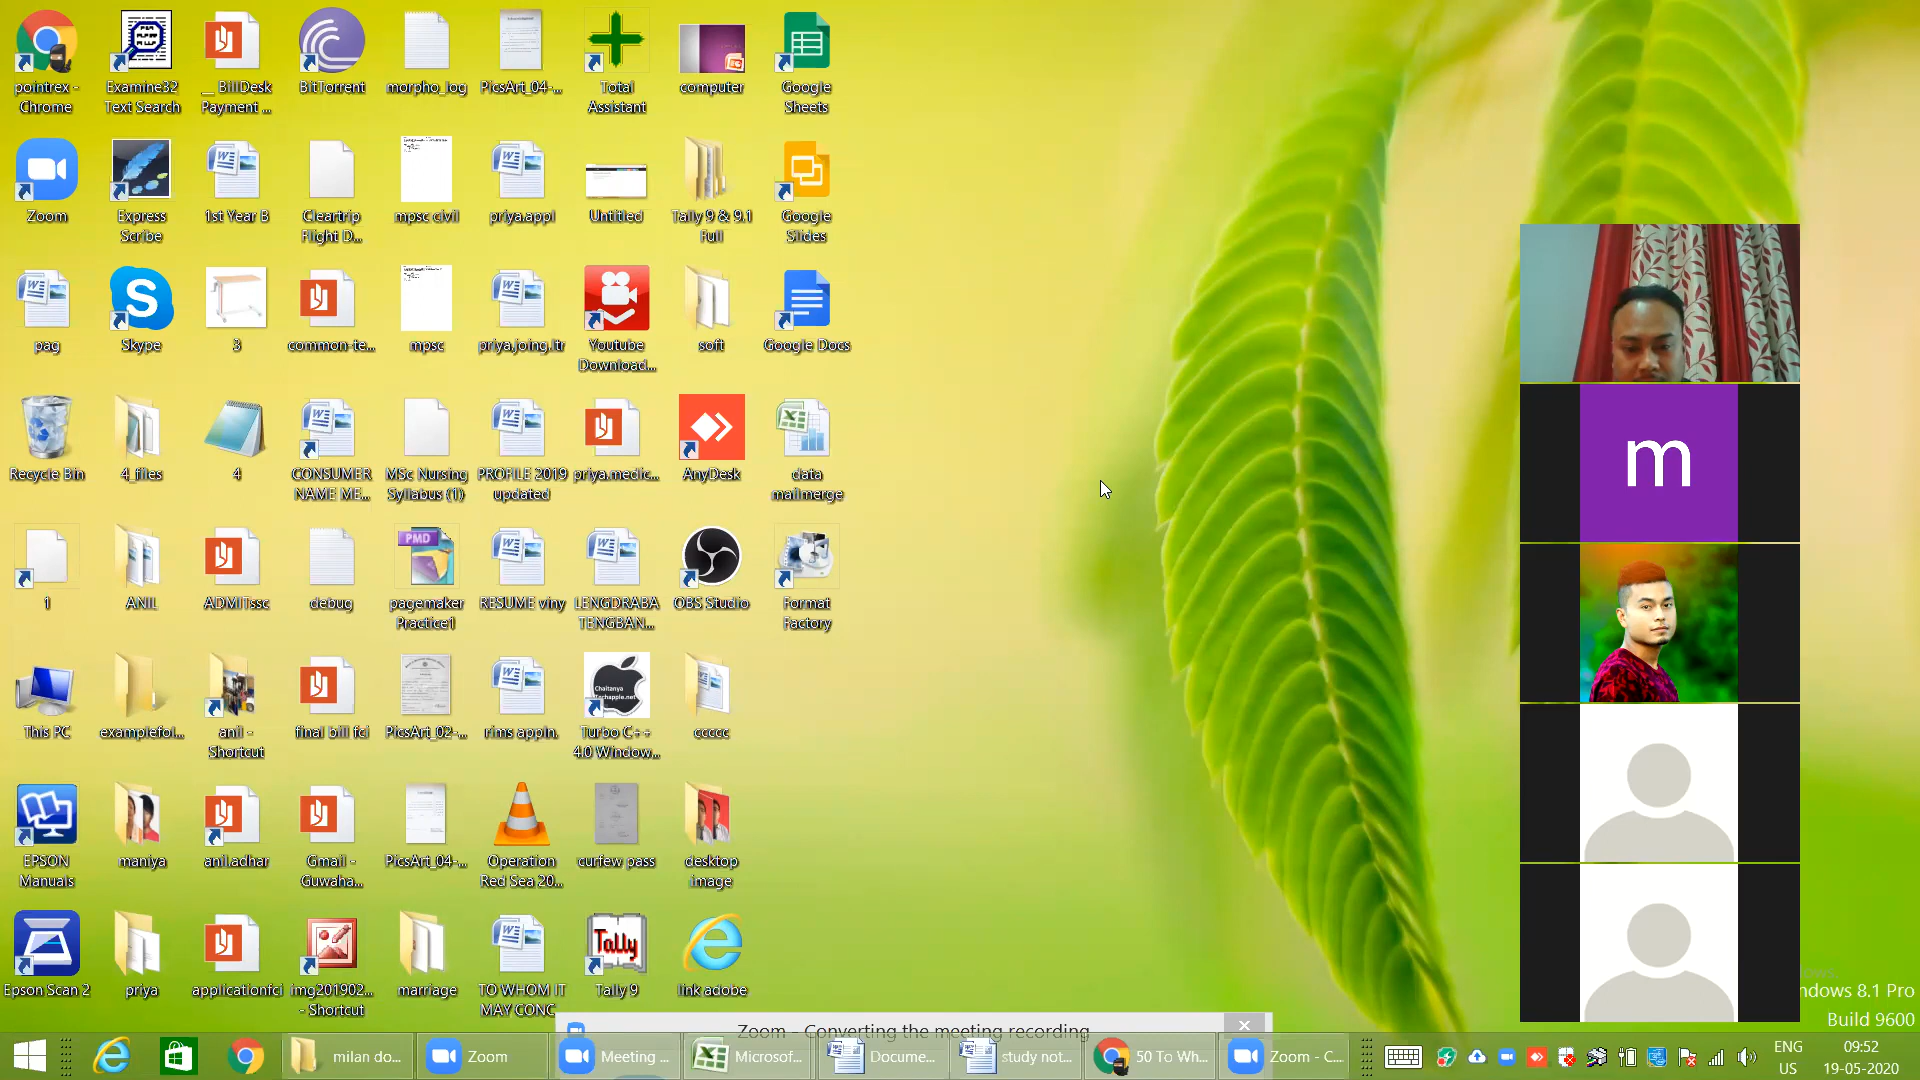 pointrex -
Chrome
Examine32
Text Search
__ BillDesk
Payment ...
BitTorrent
morpho_log
PicsArt_04-...
Total
Assistant
computer
Google
Sheets
Zoom
Express
Scribe
1st Year B
Cleartrip
Flight D...
mpsc civil
priya.appl
Untitled
Tally 9 & 9.1
Full
Google
Slides
pag
Skype
3
common-te...
mpsc
priya.joing.ltr
Youtube
Download...
soft
Google Docs
Recycle Bin
4_files
4
CONSUMER
NAME ME...
MSc Nursing
Syllabus (1)
PROFILE 2019
updated
priya.medic...
AnyDesk
data
mailmerge
1
ANIL
ADMITssc
debug
PMD
pagemaker
Practice1
RESUME viny
LENGDRABA
TENGBAN...
OBS Studio
Format
Factory
This PC
examplefol...
anil -
Shortcut
final bill fci
PicsArt_02-...
rims appln.
Chaitanya
Techapple.net
Turbo C++
4.0 Window...
ccccc
EPSON
Manuals
maniya
anil.adhar
Gmail -
Guwaha...
PicsArt_04-...
Operation
Red Sea 20...
curfew pass
desktop
image
Epson Scan 2
priya
applicationfci
img201902...
- Shortcut
marriage
TO WHOM IT
MAY CONC...
Tally
Tally 9
link adobe
m
ndows 8.1 Pro
Build 9600
Zoom - Converting the meeting recording
milan do...
Zoom
Meeting ...
Microsof...
Docume...
study not...
50 To Wh...
Zoom - C...
ENG
US
09:52
19-05-2020